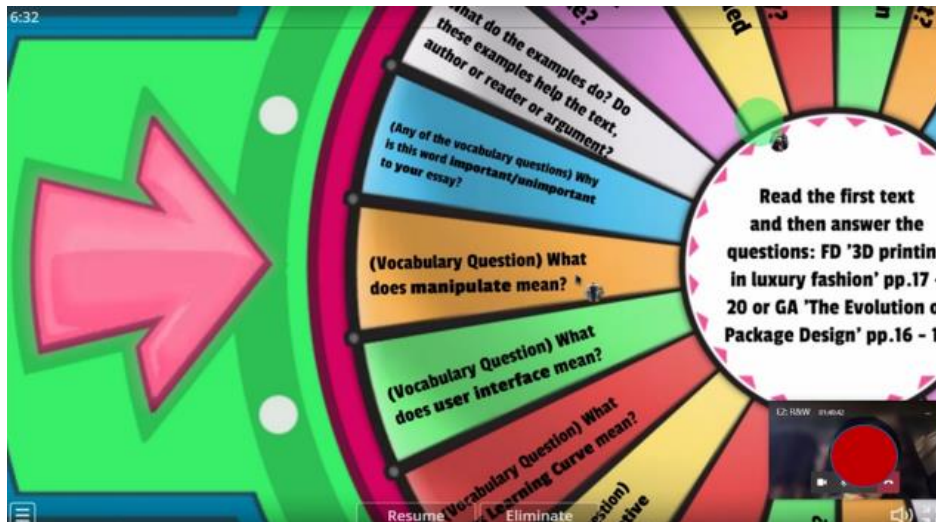 6:32
What do the examples do? Do
these examples help the text,
author or reader or argument?
(Any of the vocabulary questions) Why
is this word important/unimportant
to your essay?
(Vocabulary Question) What
does manipulate mean?
(Vocabulary Question) What
does user interface mean?
(Vocabulary Question) What
Learning Curve mean?
Read the first text
and then answer the
questions: FD '3D printin
in luxury fashion' pp.17 -
20 or GA 'The Evolution o
Package Design' pp.16 - 1
E2: R&W 01:40:42
Resume
Eliminate